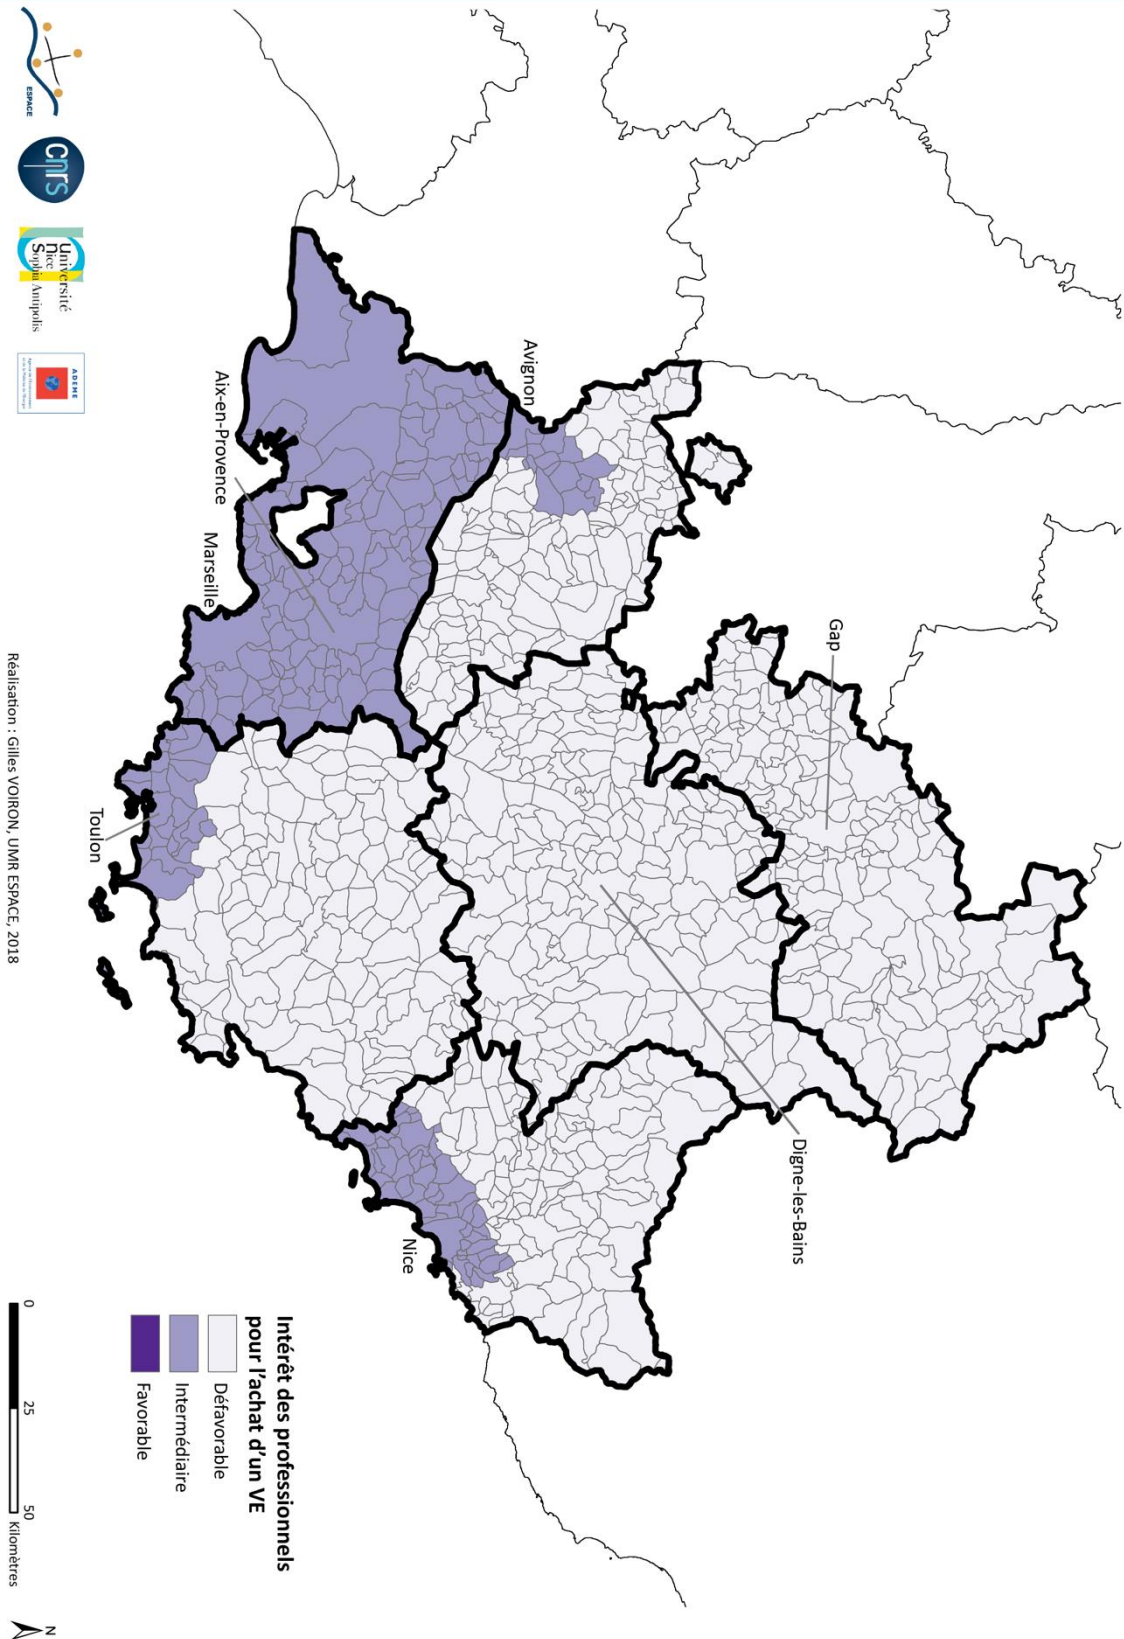 Gap
Avignon
Digne-les-Bains
Aix-en-Provence
Marseille
Nice
Toulon
Intérêt des professionnels
pour l'achat d'un VE
Défavorable
Intermédiaire
Favorable
0 25 50 Kilomètres
N
ESPACE
cnrs
Université
nice
Sophia Antipolis
ADEME
Réalisation : Gilles VOIRON, UMR ESPACE, 2018